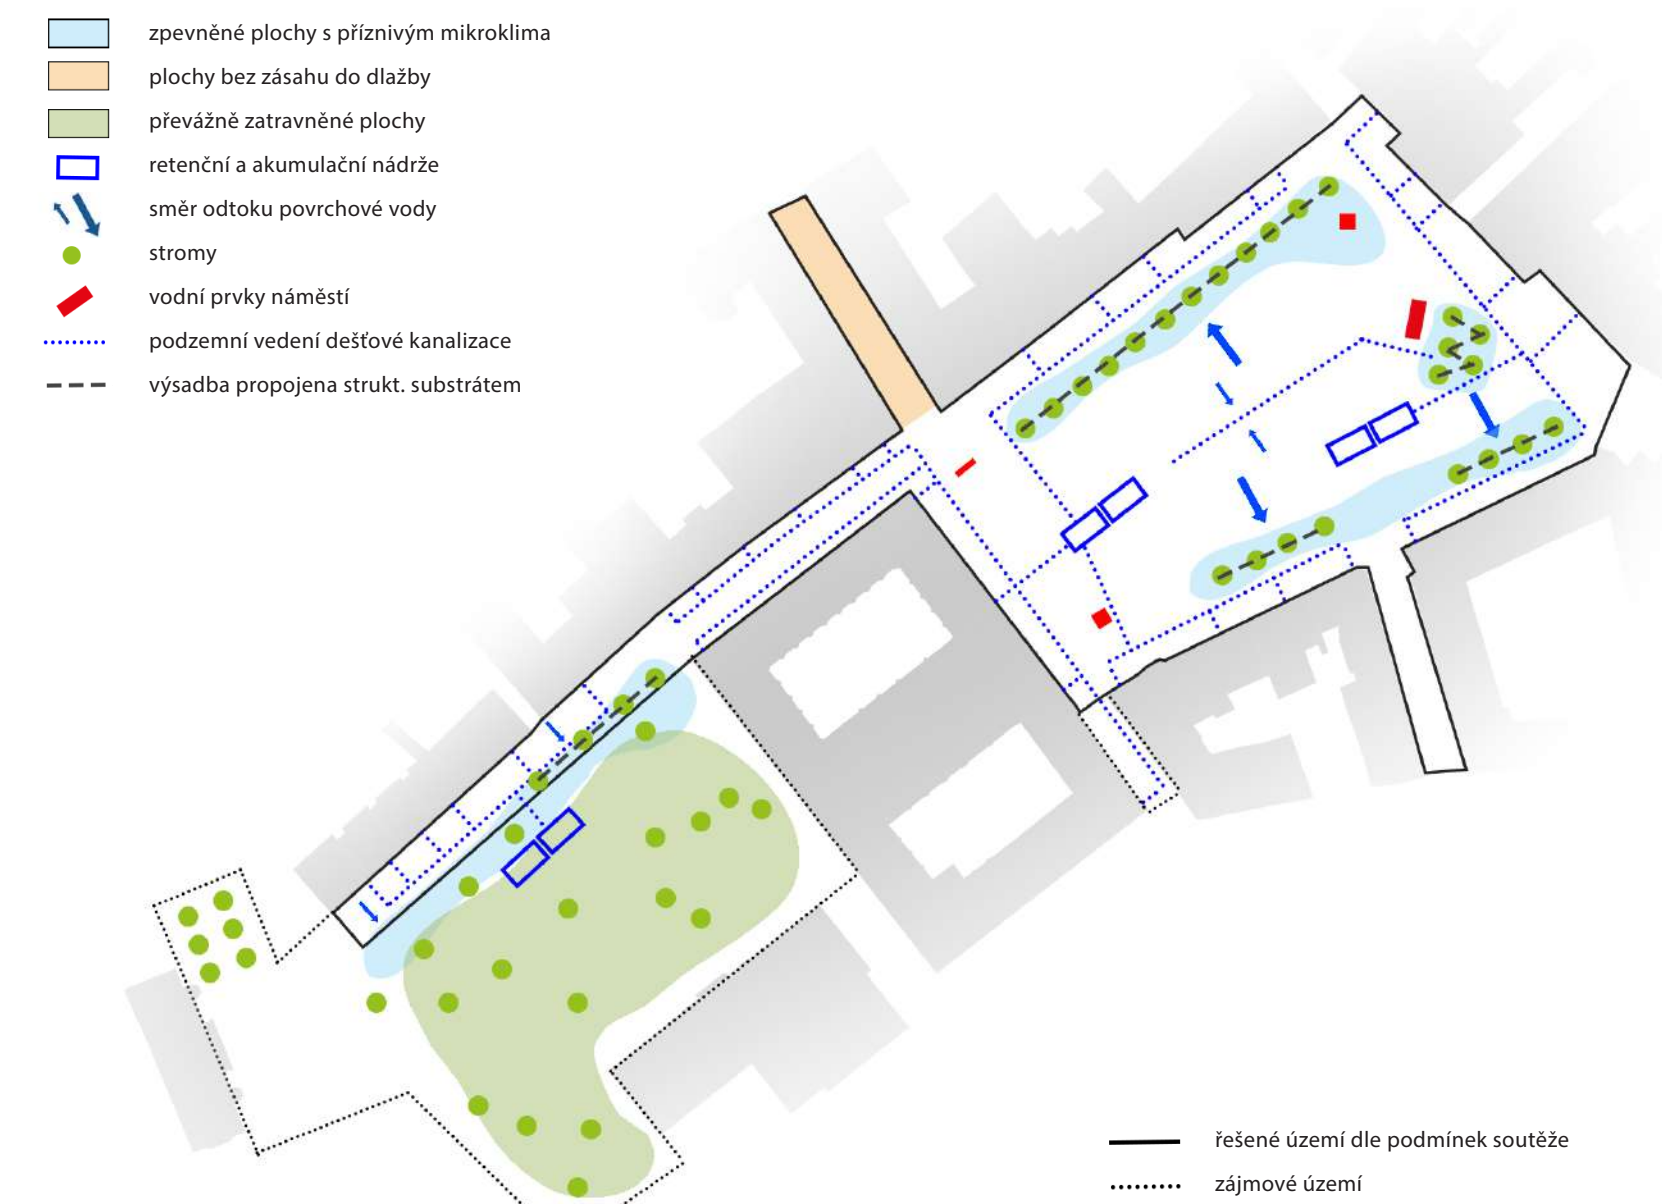 zpevněné plochy s příznivým mikroklima
plochy bez zásahu do dlažby
převážně zatravněné plochy
retenční a akumulační nádrže
směr odtoku povrchové vody
stromy
vodní prvky náměstí
podzemní vedení dešťové kanalizace
výsadba propojena strukt. substrátem
řešené území dle podmínek soutěže
zájmové území